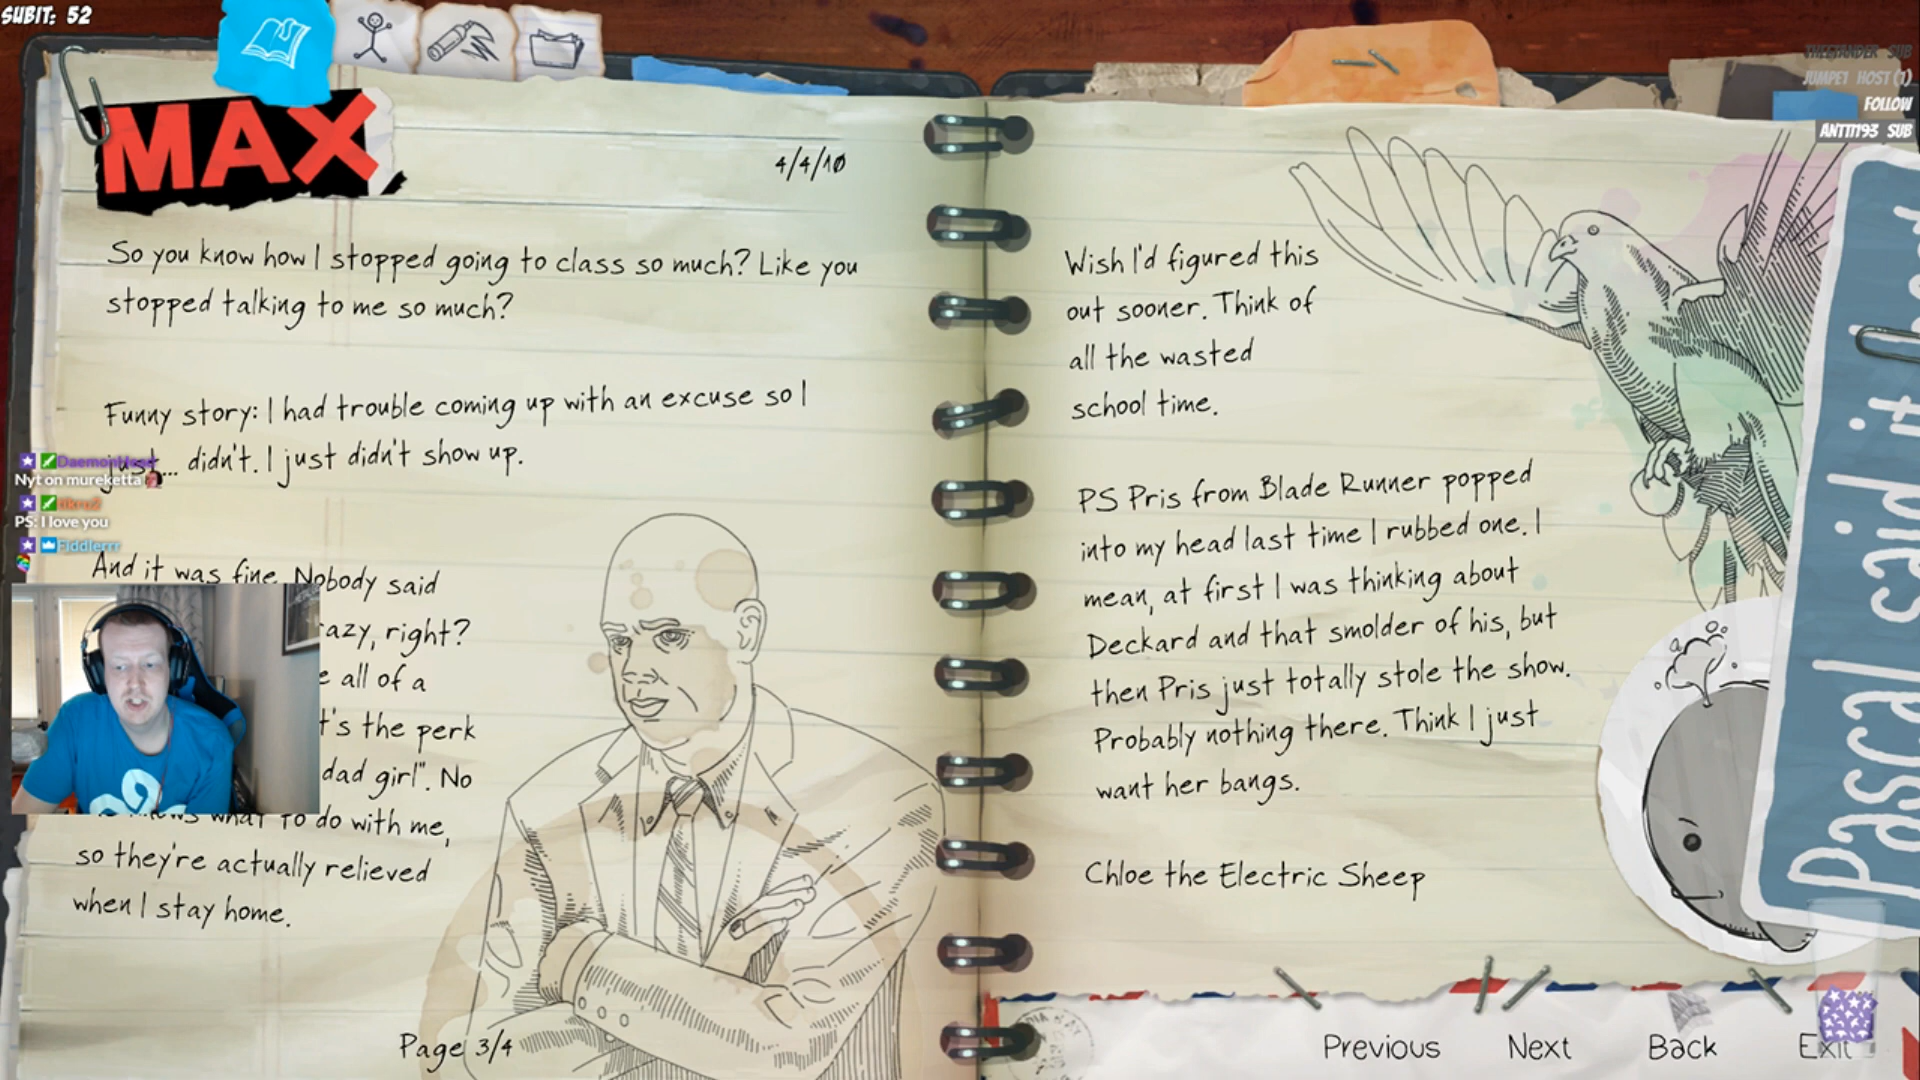 SUBIT: 52
JUMPE1 HOST (1)
FOLLOW
ANTTI193 SUB
MAX
4/4/10
So you know how I stopped going to class so much? Like you
stopped talking to me so much?
Funny story: I had trouble coming up with an excuse so I
just... didn't. I just didn't show up.
And it was fine. Nobody said
azy, right?
e all of a
t's the perk
dad girl". No
what to do with me,
so they're actually relieved
when I stay home.
Page 3/4
Nyt on mureketta
PS: I love you
Fiddlerrr
Wish I'd figured this
out sooner. Think of
all the wasted
school time.
PS Pris from Blade Runner popped
into my head last time I rubbed one. I
mean, at first I was thinking about
Deckard and that smolder of his, but
then Pris just totally stole the show.
Probably nothing there. Think I just
want her bangs.
Chloe the Electric Sheep
Pascal said it
Previous
Next
Back
Exit